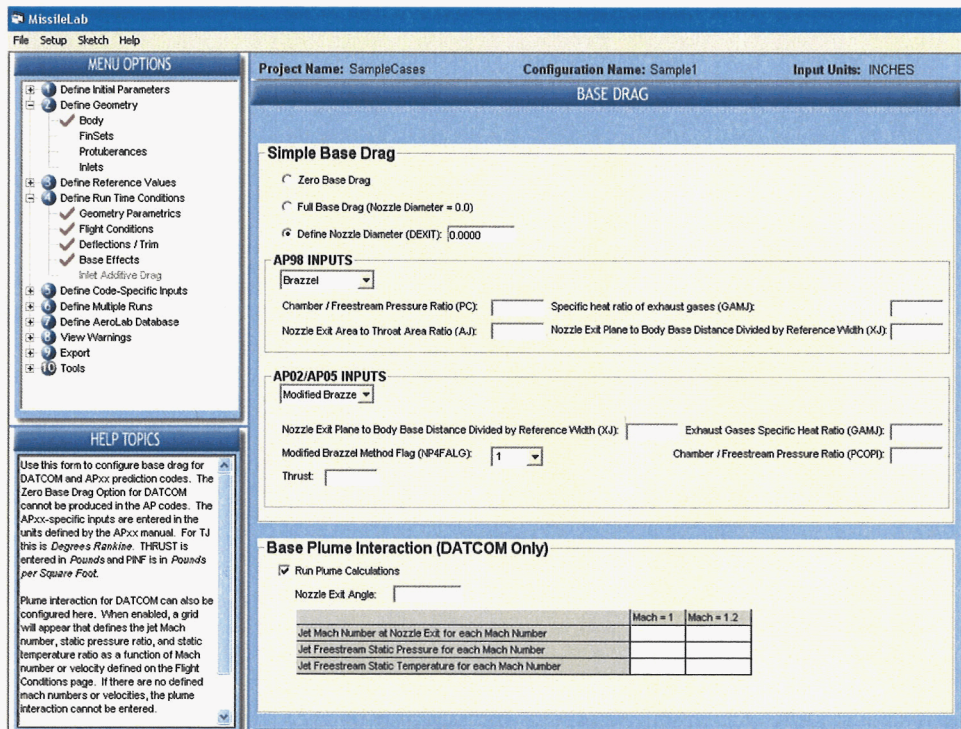 MissileLab
File Setup Sketch Help
MENU OPTIONS
1 Define Initial Parameters
2 Define Geometry
Body
FinSets
Protuberances
Inlets
3 Define Reference Values
4 Define Run Time Conditions
Geometry Parametrics
Flight Conditions
Deflections / Trim
Base Effects
Inlet Additive Drag
5 Define Code-Specific Inputs
6 Define Multiple Runs
7 Define AeroLab Database
8 View Warnings
9 Export
10 Tools
HELP TOPICS
Use this form to configure base drag for
DATCOM and APxx prediction codes. The
Zero Base Drag Option for DATCOM
cannot be produced in the AP codes. The
APxx-specific inputs are entered in the
units defined by the APxx manual. For TJ
this is Degrees Rankine. THRUST is
entered in Pounds and PINF is in Pounds
per Square Foot.
Plume interaction for DATCOM can also be
configured here. When enabled, a grid
will appear that defines the jet Mach
number, static pressure ratio, and static
temperature ratio as a function of Mach
number or velocity defined on the Flight
Conditions page. If there are no defined
mach numbers or velocities, the plume
interaction cannot be entered.
Project Name: SampleCases Configuration Name: Sample1 Input Units: INCHES
BASE DRAG
Simple Base Drag
Zero Base Drag
Full Base Drag (Nozzle Diameter = 0.0)
Define Nozzle Diameter (DEXIT): 0.0000
AP98 INPUTS
Brazzel
Chamber / Freestream Pressure Ratio (PC): Specific heat ratio of exhaust gases (GAMJ):
Nozzle Exit Area to Throat Area Ratio (AJ): Nozzle Exit Plane to Body Base Distance Divided by Reference Width (XJ):
AP02/AP05 INPUTS
Modified Brazze
Nozzle Exit Plane to Body Base Distance Divided by Reference Width (XJ): Exhaust Gases Specific Heat Ratio (GAMJ):
Modified Brazzel Method Flag (NP4FALG): 1 Chamber / Freestream Pressure Ratio (PCOPI):
Thrust:
Base Plume Interaction (DATCOM Only)
Run Plume Calculations
Nozzle Exit Angle:
Mach = 1 Mach = 1.2
Jet Mach Number at Nozzle Exit for each Mach Number
Jet Freestream Static Pressure for each Mach Number
Jet Freestream Static Temperature for each Mach Number